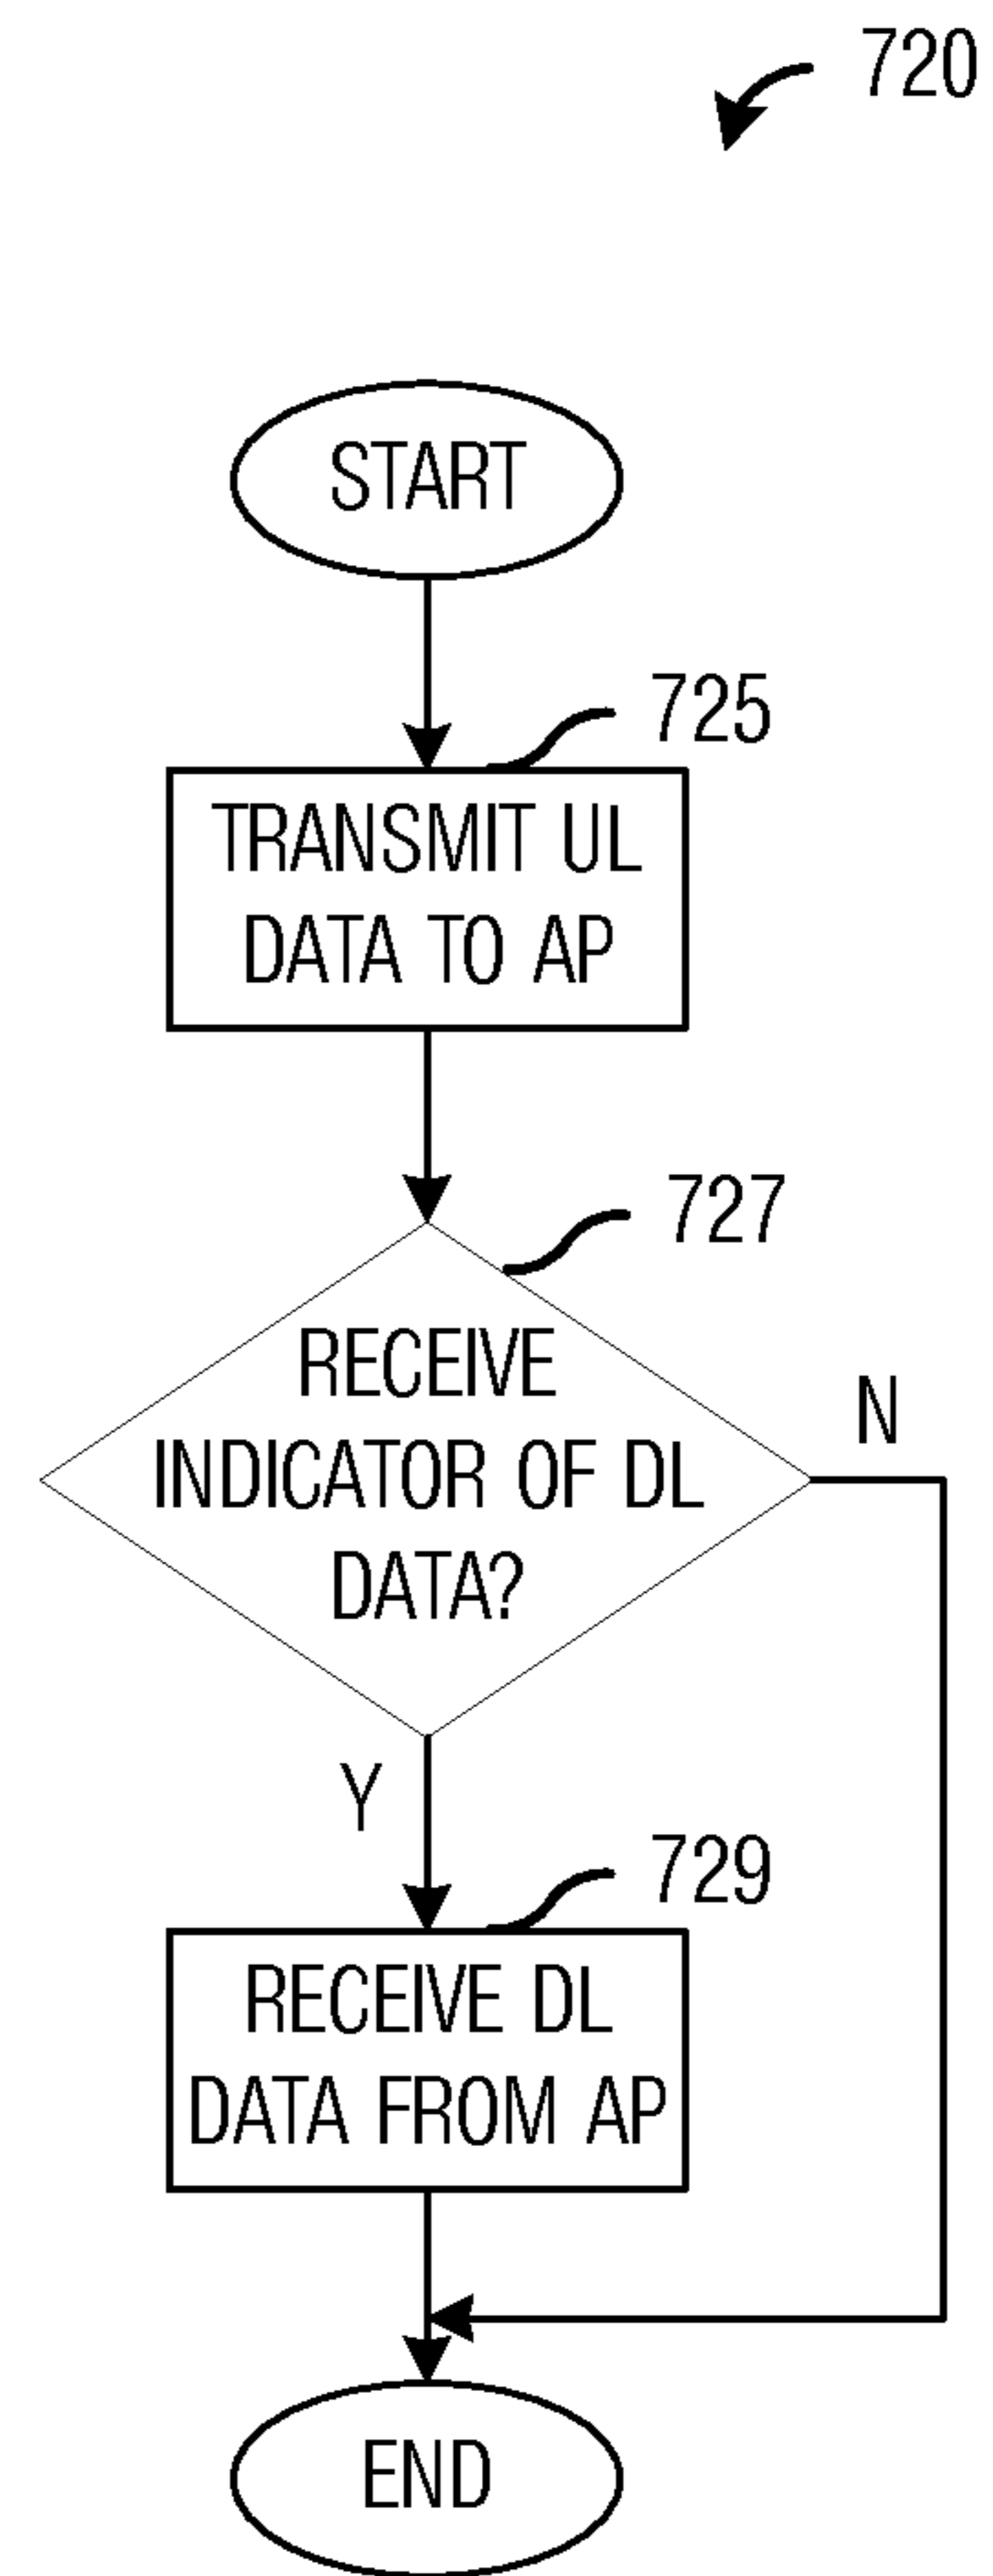 720
START
725
TRANSMIT UL
DATA TO AP
727
RECEIVE
INDICATOR OF DL
DATA?
N
Y
729
RECEIVE DL
DATA FROM AP
END